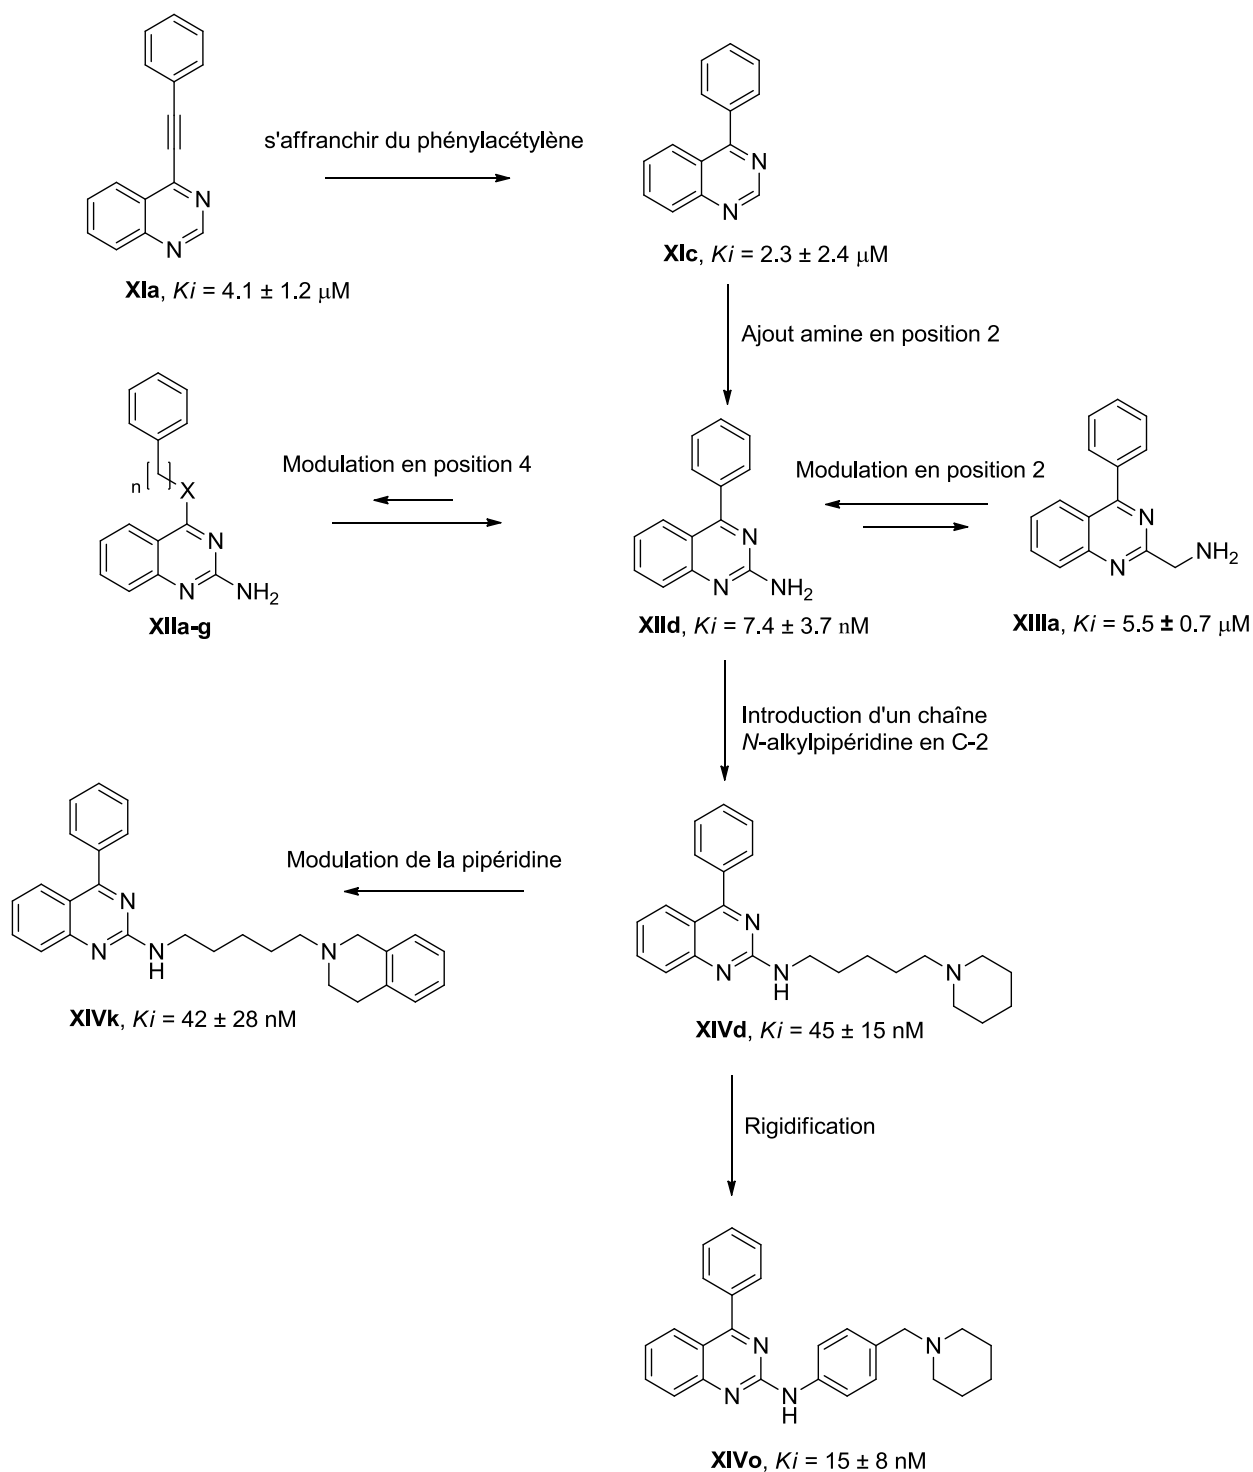 s'affranchir du phénylacétylène
N
N
XIa, Ki = 4.1 ± 1.2 µM
N
N
XIc, Ki = 2.3 ± 2.4 µM
Ajout amine en position 2
n
X
N
N
NH2
XIIa-g
Modulation en position 4
N
N
NH2
XIId, Ki = 7.4 ± 3.7 nM
Modulation en position 2
N
N
NH2
XIIIa, Ki = 5.5 ± 0.7 µM
Introduction d'un chaîne
N-alkylpipéridine en C-2
N
N
N
H
N
XIVk, Ki = 42 ± 28 nM
Modulation de la pipéridine
N
N
N
H
N
XIVd, Ki = 45 ± 15 nM
Rigidification
N
N
N
H
N
XIVo, Ki = 15 ± 8 nM